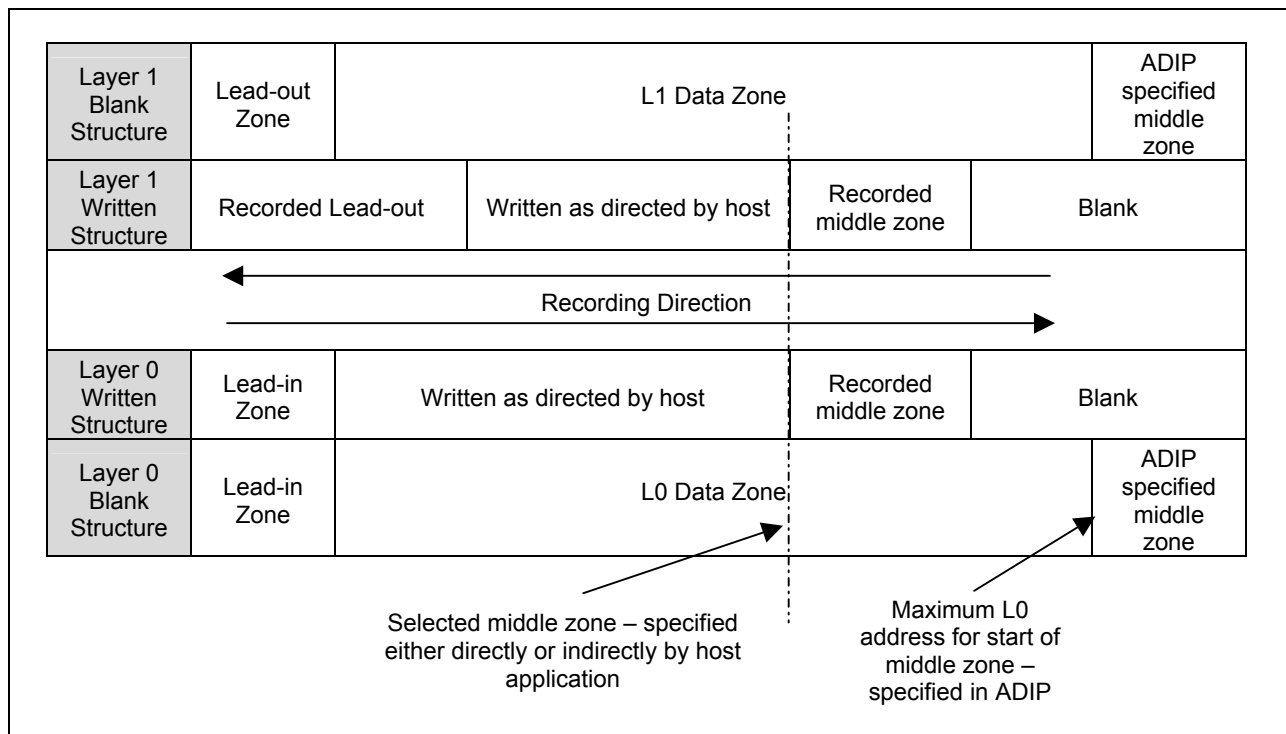 Layer 1
Blank
Structure
Lead-out
Zone
L1 Data Zone
ADIP
specified
middle
zone
Layer 1
Written
Structure
Recorded Lead-out
Written as directed by host
Recorded
middle zone
Blank
Recording Direction
Layer 0
Written
Structure
Lead-in
Zone
Written as directed by host
Recorded
middle zone
Blank
Layer 0
Blank
Structure
Lead-in
Zone
L0 Data Zone
ADIP
specified
middle
zone
Selected middle zone – specified
either directly or indirectly by host
application
Maximum L0
address for start of
middle zone –
specified in ADIP